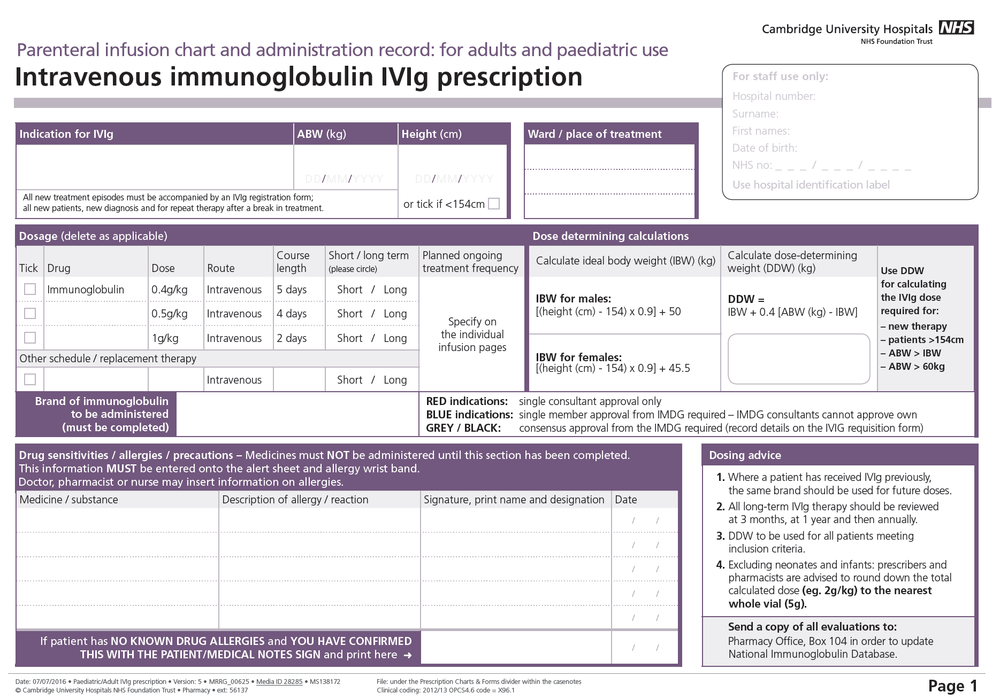 Cambridge University Hospitals NHS
NHS Foundation Trust
Parenteral infusion chart and administration record: for adults and paediatric use
Intravenous immunoglobulin IVIg prescription
For staff use only:
Hospital number:
Surname:
First names:
Date of birth:
NHS no: _ _ _ / _ _ _ / _ _ _ _
Use hospital identification label
Indication for IVIg
ABW (kg)
Height (cm)
DD/MM/YYYY
DD/MM/YYYY
All new treatment episodes must be accompanied by an IVIg registration form;
all new patients, new diagnosis and for repeat therapy after a break in treatment.
or tick if <154cm
Ward / place of treatment
Dosage (delete as applicable)
Tick
Drug
Dose
Route
Course
length
Short / long term
(please circle)
Planned ongoing
treatment frequency
Immunoglobulin 0.4g/kg Intravenous 5 days Short / Long
0.5g/kg Intravenous 4 days Short / Long
1g/kg Intravenous 2 days Short / Long
Specify on
the individual
infusion pages
Other schedule / replacement therapy
Intravenous Short / Long
Dose determining calculations
Calculate ideal body weight (IBW) (kg)
Calculate dose-determining
weight (DDW) (kg)
IBW for males:
[(height (cm) - 154) x 0.9] + 50
IBW for females:
[(height (cm) - 154) x 0.9] + 45.5
DDW =
IBW + 0.4 [ABW (kg) - IBW]
Use DDW
for calculating
the IVIg dose
required for:
– new therapy
– patients >154cm
– ABW > IBW
– ABW > 60kg
Brand of immunoglobulin
to be administered
(must be completed)
RED indications: single consultant approval only
BLUE indications: single member approval from IMDG required – IMDG consultants cannot approve own
GREY / BLACK: consensus approval from the IMDG required (record details on the IVIG requisition form)
Drug sensitivities / allergies / precautions – Medicines must NOT be administered until this section has been completed.
This information MUST be entered onto the alert sheet and allergy wrist band.
Doctor, pharmacist or nurse may insert information on allergies.
Medicine / substance
Description of allergy / reaction
Signature, print name and designation
Date
/ /
/ /
/ /
/ /
/ /
If patient has NO KNOWN DRUG ALLERGIES and YOU HAVE CONFIRMED
THIS WITH THE PATIENT/MEDICAL NOTES SIGN and print here ➜
/ /
Dosing advice
1. Where a patient has received IVIg previously,
the same brand should be used for future doses.
2. All long-term IVIg therapy should be reviewed
at 3 months, at 1 year and then annually.
3. DDW to be used for all patients meeting
inclusion criteria.
4. Excluding neonates and infants: prescribers and
pharmacists are advised to round down the total
calculated dose (eg. 2g/kg) to the nearest
whole vial (5g).
Send a copy of all evaluations to:
Pharmacy Office, Box 104 in order to update
National Immunoglobulin Database.
Date: 07/07/2016 • Paediatric/Adult IVIg prescription • Version: 5 • MRRG_00625 • Media ID 28285 • MS138172
© Cambridge University Hospitals NHS Foundation Trust • Pharmacy • ext: 56137
File: under the Prescription Charts & Forms divider within the casenotes
Clinical coding: 2012/13 OPCS4.6 code = X96.1
Page 1